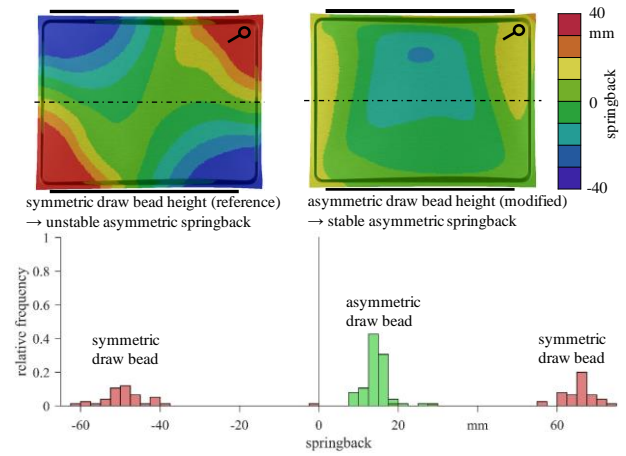 40
mm
0
springback
-40
symmetric draw bead height (reference)
→ unstable asymmetric springback
asymmetric draw bead height (modified)
→ stable asymmetric springback
1
0.8
0.6
0.4
0.2
0
relative frequency
symmetric
draw bead
asymmetric
draw bead
symmetric
draw bead
-60 -40 -20 0 20 mm 60
springback